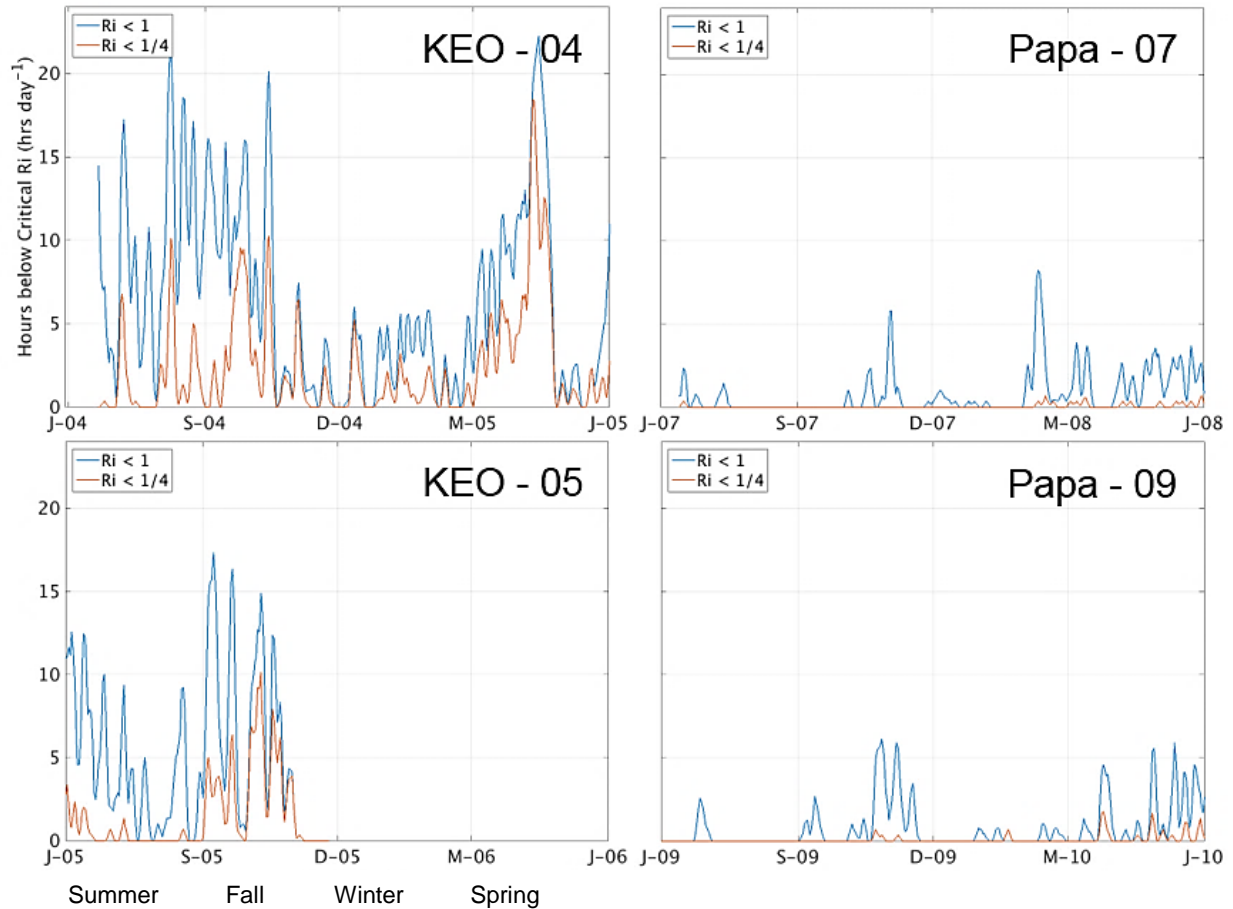 Ri < 1
Ri < 1/4
KEO - 04
20
15
10
5
0
Hours below Critical Ri (hrs day⁻¹)
J-04 S-04 D-04 M-05 J-05
Ri < 1
Ri < 1/4
Papa - 07
J-07 S-07 D-07 M-08 J-08
Ri < 1
Ri < 1/4
KEO - 05
20
15
10
5
0
J-05 S-05 D-05 M-06 J-06
Ri < 1
Ri < 1/4
Papa - 09
J-09 S-09 D-09 M-10 J-10
Summer Fall Winter Spring